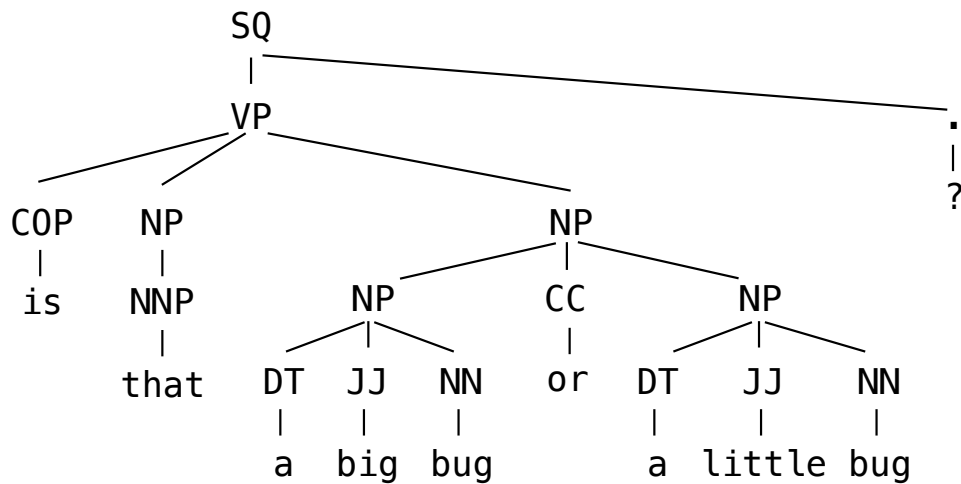 SQ
VP .
?
COP NP NP
is NNP NP CC NP
that DT JJ NN or DT JJ NN
a big bug a little bug